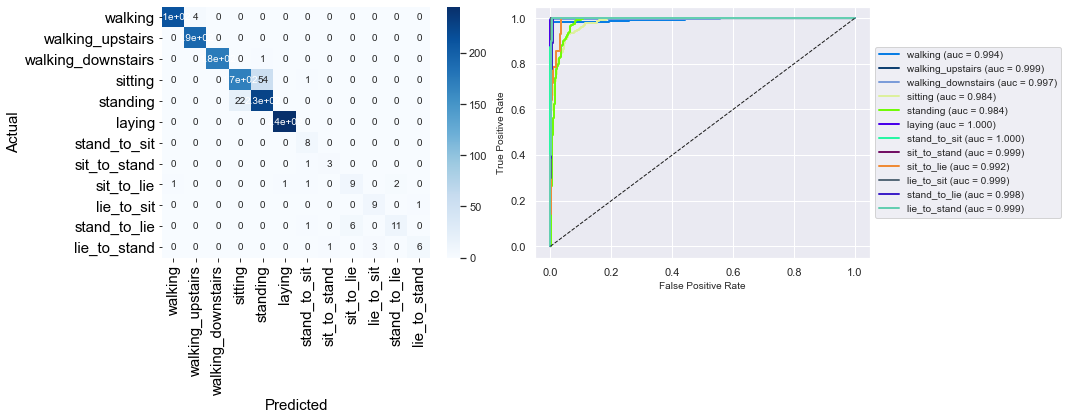 Actual
walking 1e+0 4 0 0 0 0 0 0 0 0 0 0
walking_upstairs 0 9e+0 0 0 0 0 0 0 0 0 0 0
walking_downstairs 0 0 8e+0 0 1 0 0 0 0 0 0 0
sitting 0 0 0 7e+0 54 0 1 0 0 0 0 0
standing 0 0 0 22 3e+0 0 0 0 0 0 0 0
laying 0 0 0 0 0 4e+0 0 0 0 0 0 0
stand_to_sit 0 0 0 0 0 0 8 0 0 0 0 0
sit_to_stand 0 0 0 0 0 0 1 3 0 0 0 0
sit_to_lie 1 0 0 0 0 1 1 0 9 0 2 0
lie_to_sit 0 0 0 0 0 0 0 0 0 9 0 1
stand_to_lie 0 0 0 0 0 0 1 0 6 0 11 0
lie_to_stand 0 0 0 0 0 0 0 1 0 3 0 6
walking
walking_upstairs
walking_downstairs
sitting
standing
laying
stand_to_sit
sit_to_stand
sit_to_lie
lie_to_sit
stand_to_lie
lie_to_stand
Predicted
200
150
100
50
0
True Positive Rate
1.0
0.8
0.6
0.4
0.2
0.0
0.0 0.2 0.4 0.6 0.8 1.0
False Positive Rate
walking (auc = 0.994)
walking_upstairs (auc = 0.999)
walking_downstairs (auc = 0.997)
sitting (auc = 0.984)
standing (auc = 0.984)
laying (auc = 1.000)
stand_to_sit (auc = 1.000)
sit_to_stand (auc = 0.999)
sit_to_lie (auc = 0.992)
lie_to_sit (auc = 0.999)
stand_to_lie (auc = 0.998)
lie_to_stand (auc = 0.999)